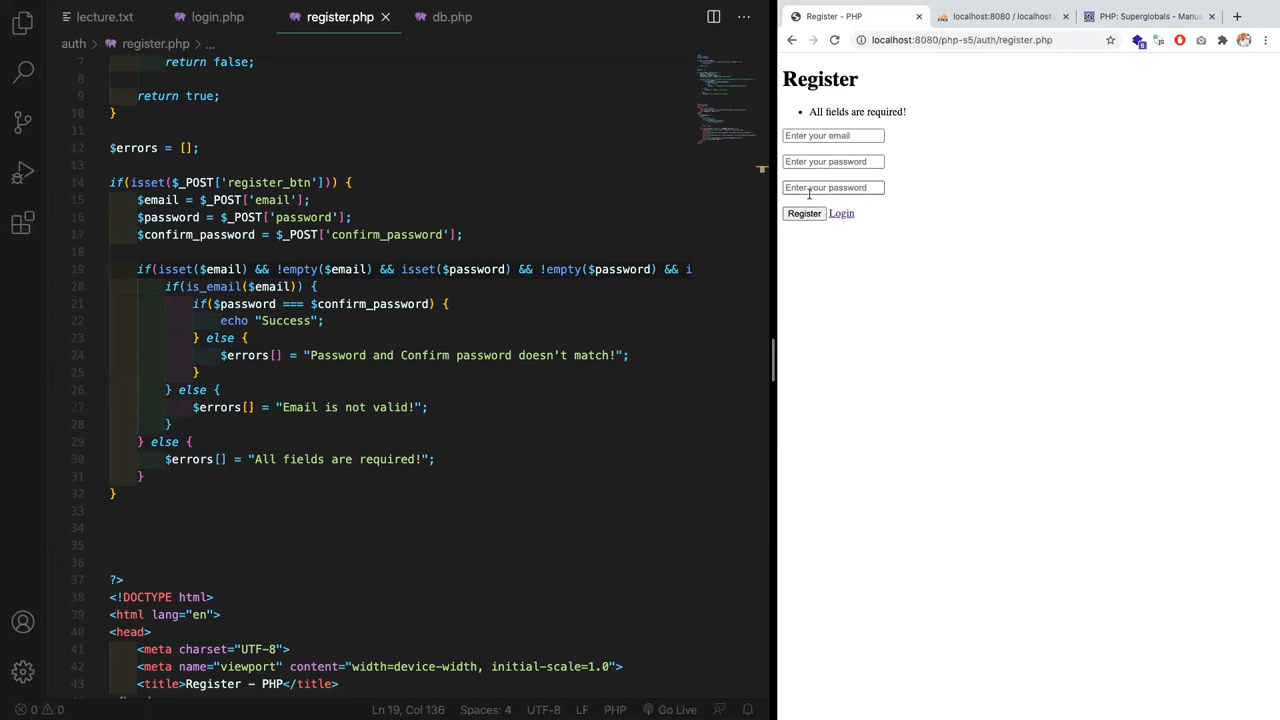 lecture.txt
login.php
register.php
db.php
auth
register.php
...
7 return false;
8
9 return true;
10 }
11
12 $errors = [];
13
14 if(isset($_POST['register_btn'])) {
15 $email = $_POST['email'];
16 $password = $_POST['password'];
17 $confirm_password = $_POST['confirm_password'];
18
19 if(isset($email) && !empty($email) && isset($password) && !empty($password) && i
20 if(is_email($email)) {
21 if($password === $confirm_password) {
22 echo "Success";
23 } else {
24 $errors[] = "Password and Confirm password doesn't match!";
25 }
26 } else {
27 $errors[] = "Email is not valid!";
28 }
29 } else {
30 $errors[] = "All fields are required!";
31 }
32 }
33
34
35
36
37 ?>
38 <!DOCTYPE html>
39 <html lang="en">
40 <head>
41 <meta charset="UTF-8">
42 <meta name="viewport" content="width=device-width, initial-scale=1.0">
43 <title>Register - PHP</title>
0 0
Ln 19, Col 136
Spaces: 4
UTF-8
LF
PHP
Go Live
Register - PHP
localhost:8080 / localhost
PHP: Superglobals - Manu
localhost:8080/php-s5/auth/register.php
6
Register
All fields are required!
Enter your email
Enter your password
Enter your password
Register Login